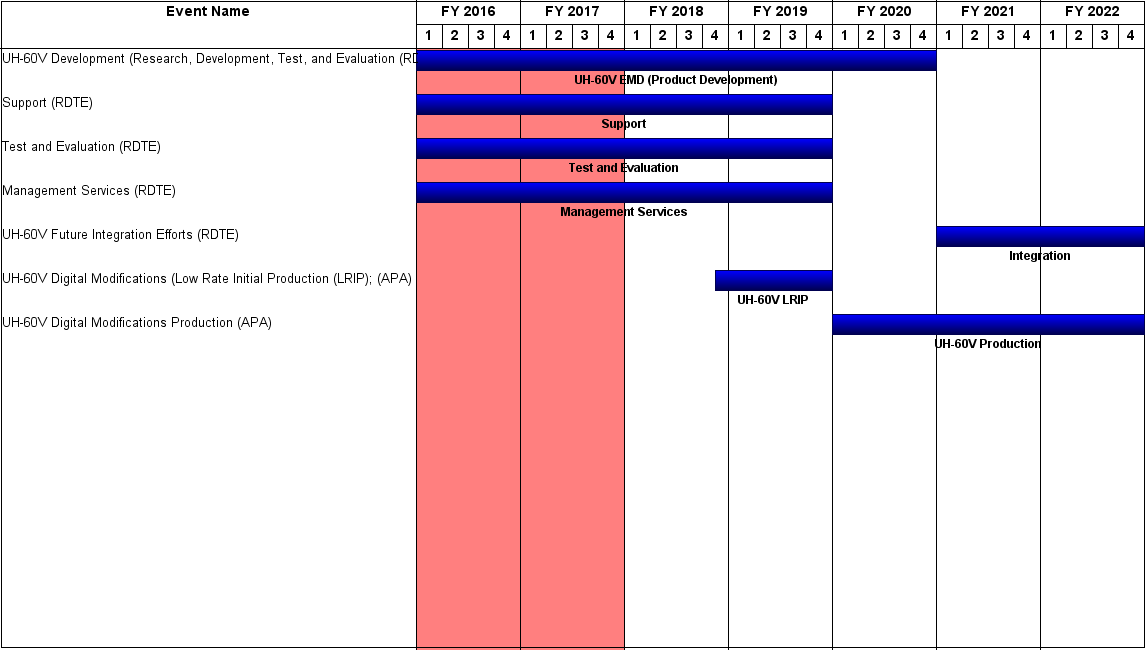 Event Name FY 2016 FY 2017 FY 2018 FY 2019 FY 2020 FY 2021 FY 2022
1 2 3 4 1 2 3 4 1 2 3 4 1 2 3 4 1 2 3 4 1 2 3 4 1 2 3 4
UH-60V Development (Research, Development, Test, and Evaluation (RD
UH-60V EMD (Product Development)
Support (RDTE)
Support
Test and Evaluation (RDTE)
Test and Evaluation
Management Services (RDTE)
Management Services
UH-60V Future Integration Efforts (RDTE)
Integration
UH-60V Digital Modifications (Low Rate Initial Production (LRIP); (APA)
UH-60V LRIP
UH-60V Digital Modifications Production (APA)
UH-60V Production